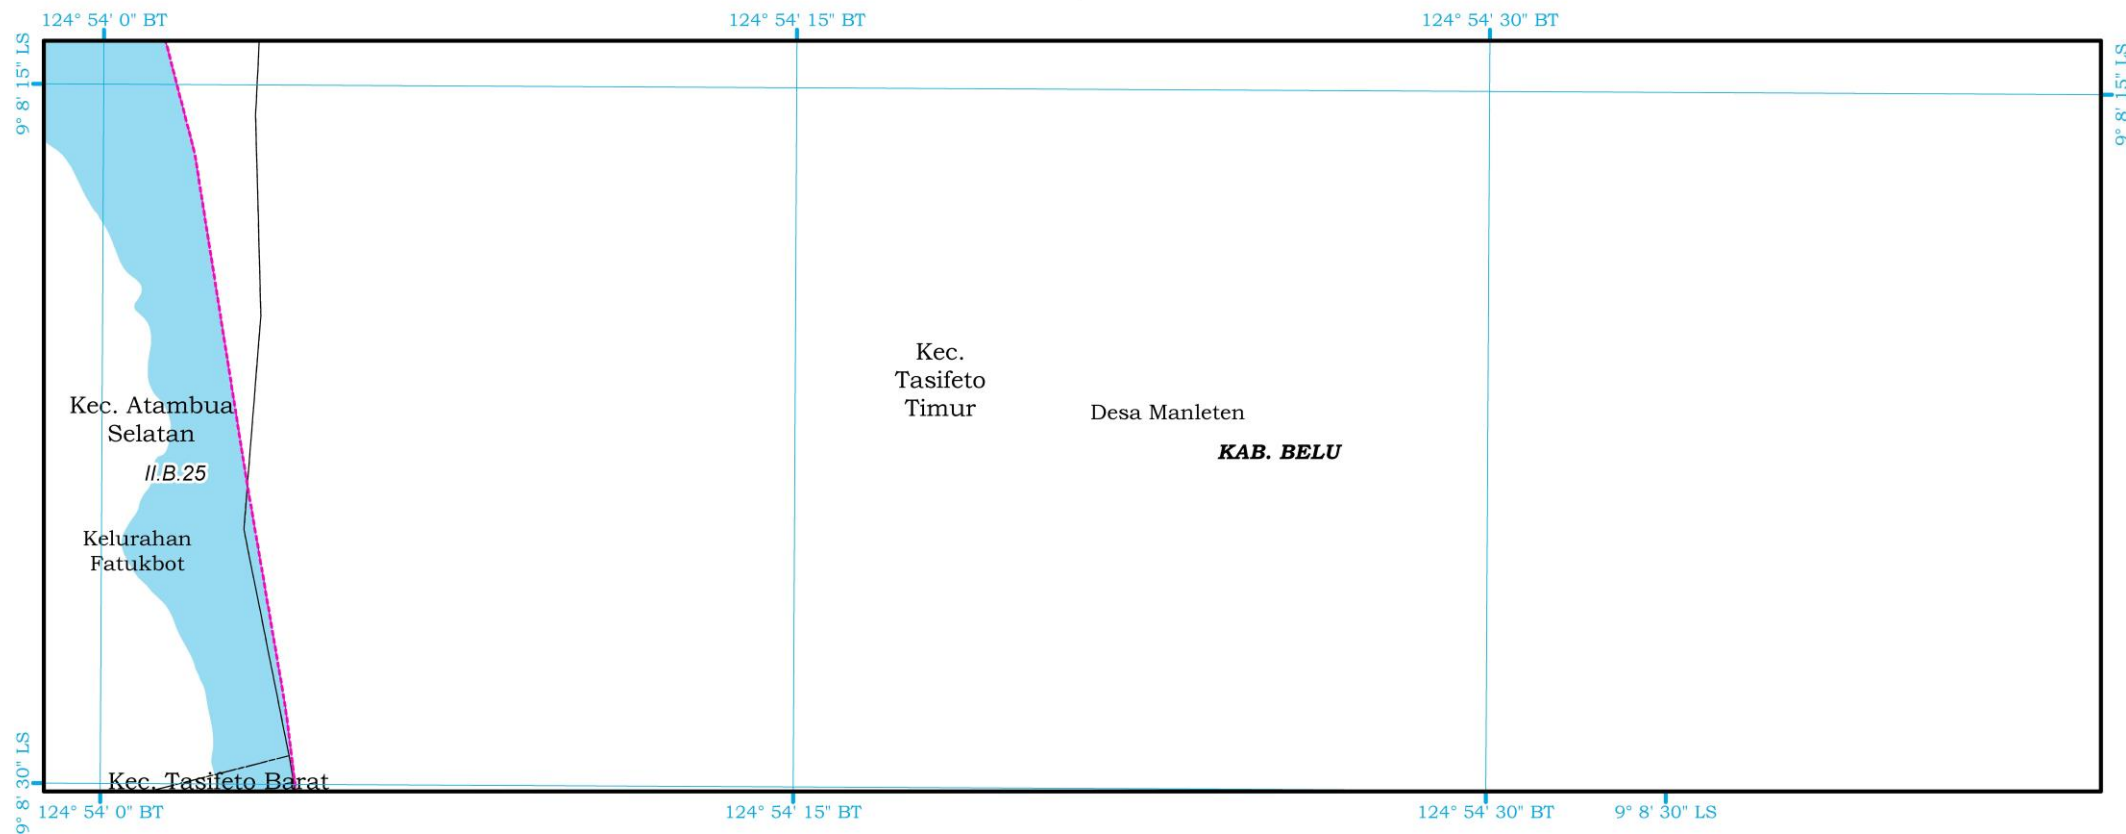 124° 54' 0" BT
124° 54' 15" BT
124° 54' 30" BT
9° 8' 15" LS
9° 8' 15" LS
Kec.
Tasifeto
Timur
Kec. Atambua
Selatan
Desa Manleten
KAB. BELU
II.B.25
Kelurahan
Fatukbot
Kec. Tasifeto Barat
9° 8' 30" LS
124° 54' 0" BT
124° 54' 15" BT
124° 54' 30" BT
9° 8' 30" LS